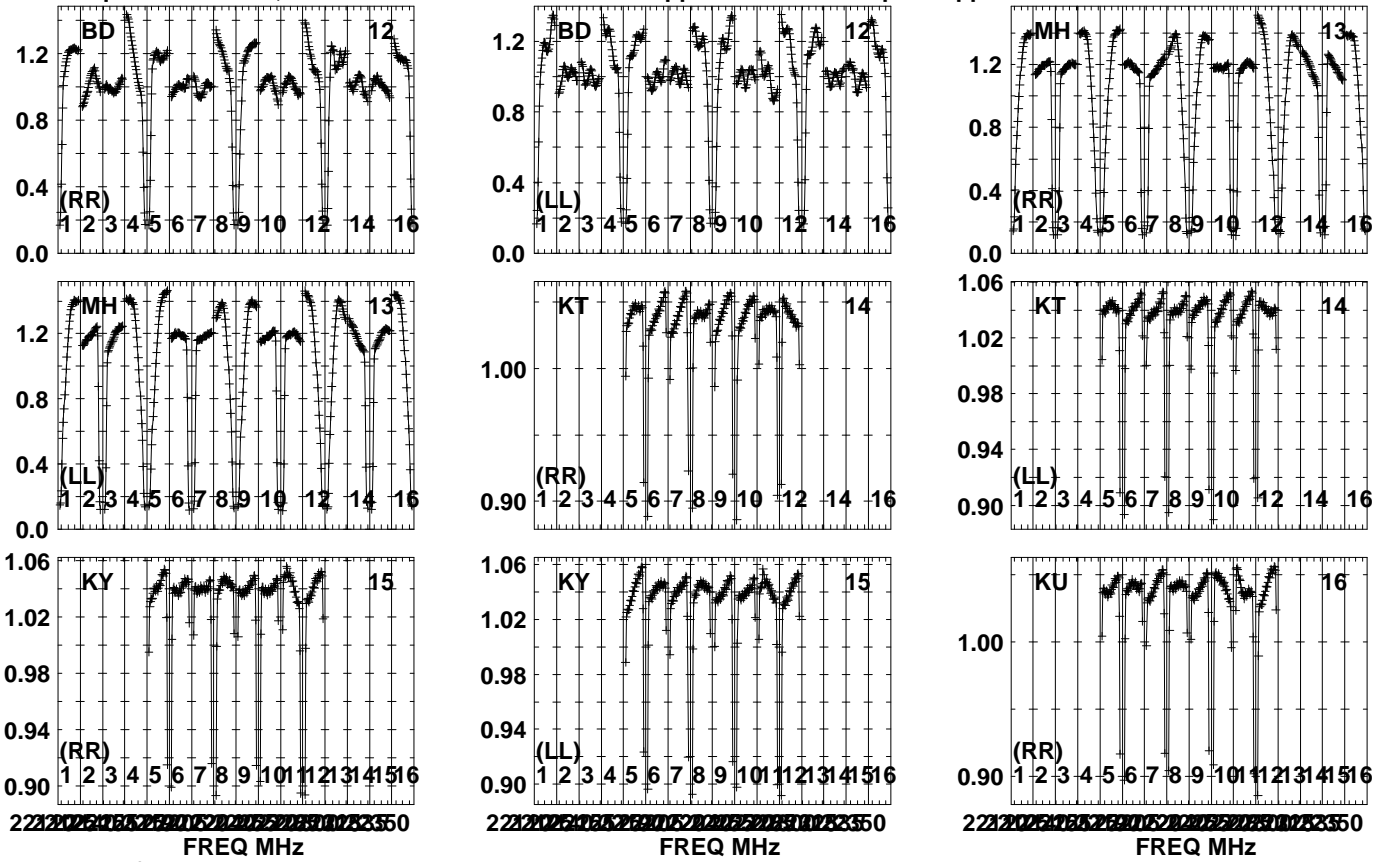 BD 12
1.2
0.8
0.4
0.0
(RR)
1 2 3 4 5 6 7 8 9 10 12 14 16
BD 12
1.2
0.8
0.4
0.0
(LL)
1 2 3 4 5 6 7 8 9 10 12 14 16
MH 13
1.2
0.8
0.4
0.0
(RR)
1 2 3 4 5 6 7 8 9 10 12 14 16
MH 13
1.2
0.8
0.4
0.0
(LL)
1 2 3 4 5 6 7 8 9 10 12 14 16
KT 14
1.00
0.90
(RR)
1 2 3 4 5 6 7 8 9 10 12 14 16
KT 14
1.06
1.02
0.98
0.94
0.90
(LL)
1 2 3 4 5 6 7 8 9 10 12 14 16
KY 15
1.06
1.02
0.98
0.94
0.90
(RR)
1 2 3 4 5 6 7 8 9 10 11 12 13 14 15 16
FREQ MHz
KY 15
1.06
1.02
0.98
0.94
0.90
(LL)
1 2 3 4 5 6 7 8 9 10 11 12 13 14 15 16
FREQ MHz
KU 16
1.00
0.90
(RR)
1 2 3 4 5 6 7 8 9 10 11 12 13 14 15 16
FREQ MHz